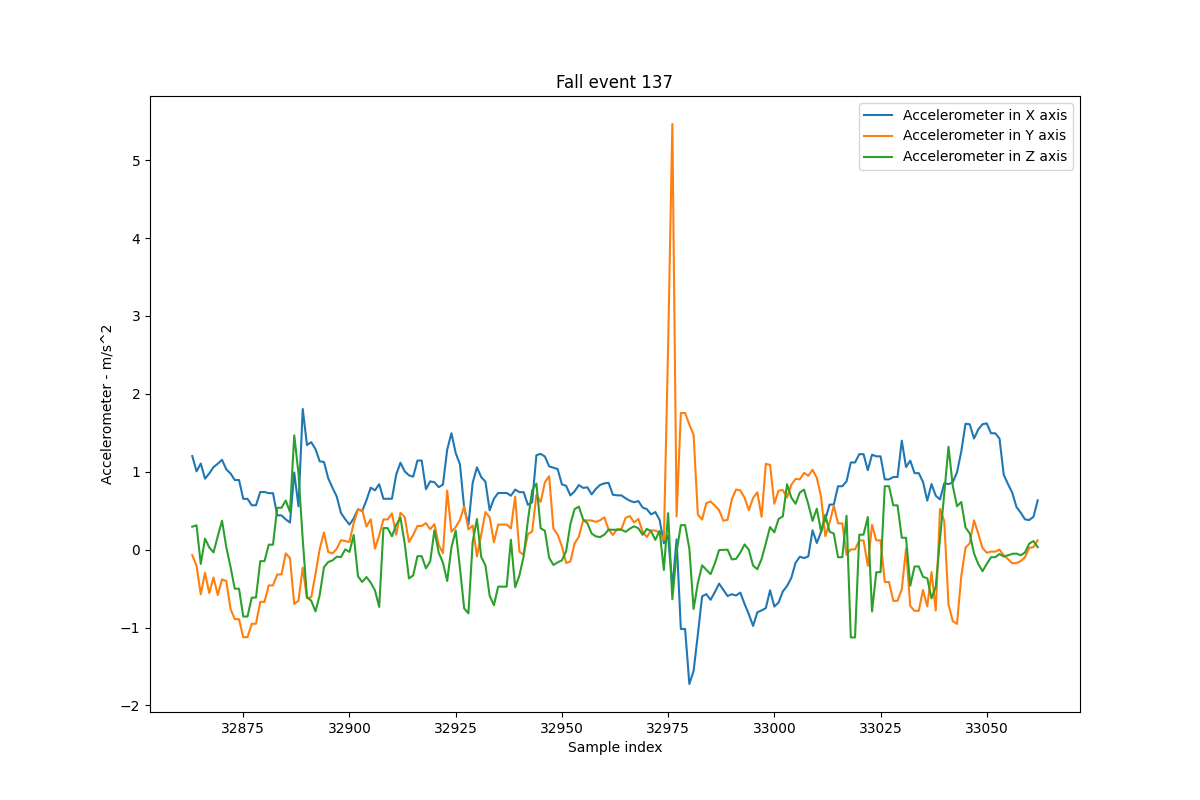 Fall event 137
Accelerometer in X axis
Accelerometer in Y axis
Accelerometer in Z axis
Accelerometer - m/s^2
5
4
3
2
1
0
−1
−2
32875 32900 32925 32950 32975 33000 33025 33050
Sample index